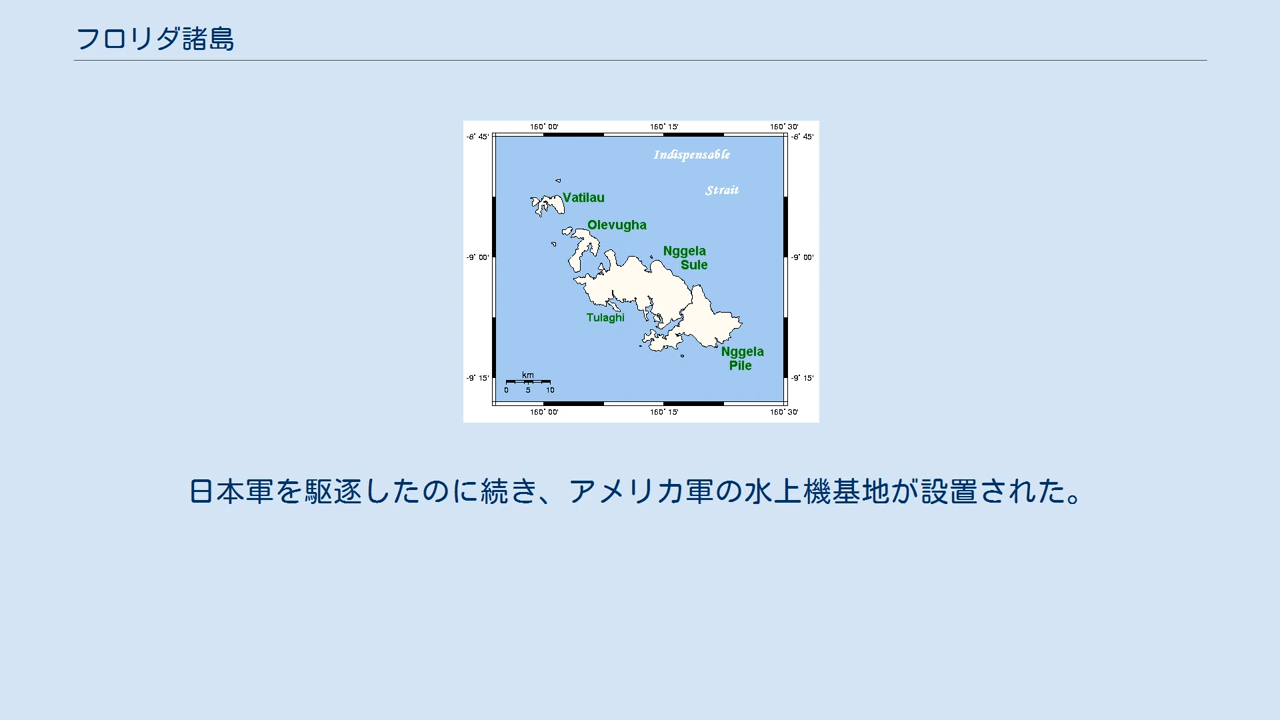 フロリダ諸島
160° 00' 160° 15' 160° 30'
-8° 45' -8° 45'
Indispensable
Strait
Vatilau
Olevugha
Nggela
Sule
-9° 00' -9° 00'
Tulaghi
Nggela
Pile
km
0 5 10
-9° 15' -9° 15'
160° 00' 160° 15' 160° 30'
日本軍を駆逐したのに続き、アメリカ軍の水上機基地が設置された。